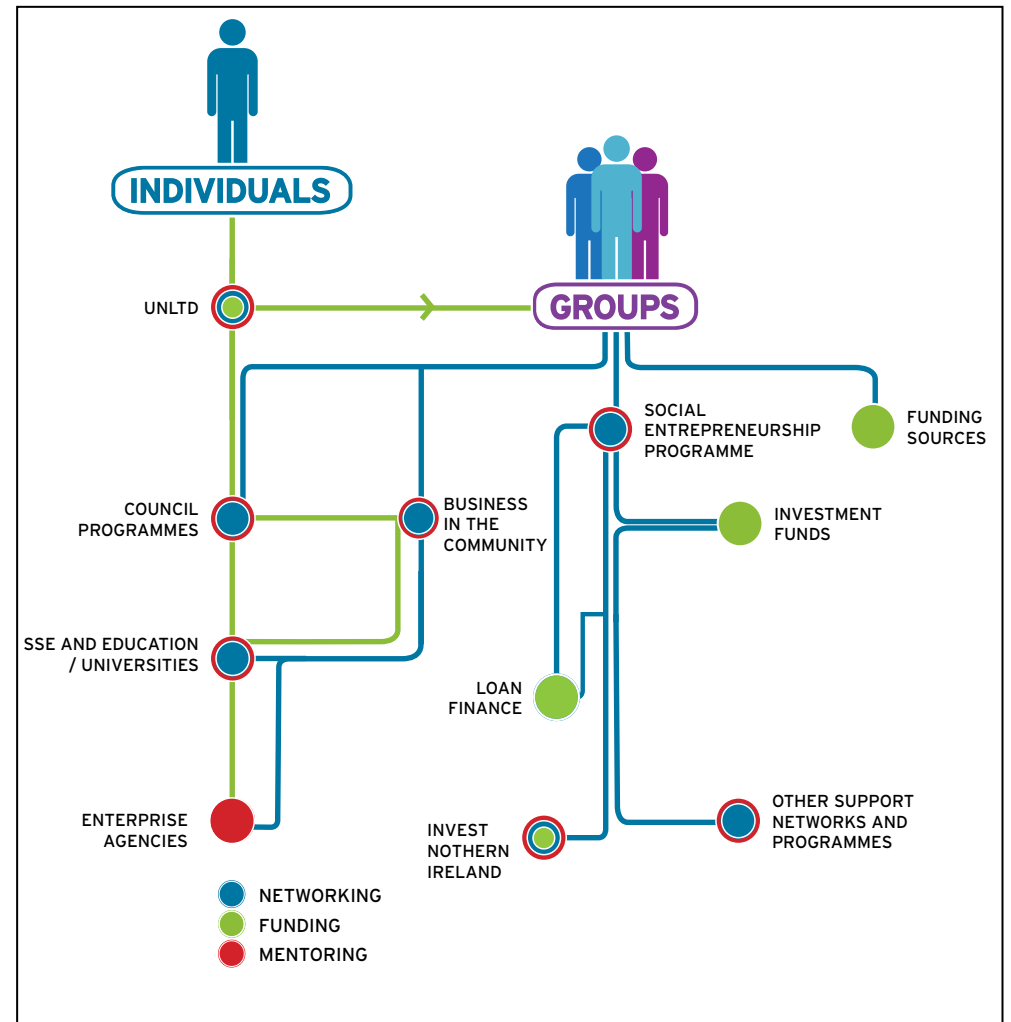 INDIVIDUALS
GROUPS
UNLTD
SOCIAL
ENTREPRENEURSHIP
PROGRAMME
FUNDING
SOURCES
COUNCIL
PROGRAMMES
BUSINESS
IN THE
COMMUNITY
INVESTMENT
FUNDS
SSE AND EDUCATION
/ UNIVERSITIES
LOAN
FINANCE
ENTERPRISE
AGENCIES
INVEST
NOTHERN
IRELAND
OTHER SUPPORT
NETWORKS AND
PROGRAMMES
NETWORKING
FUNDING
MENTORING